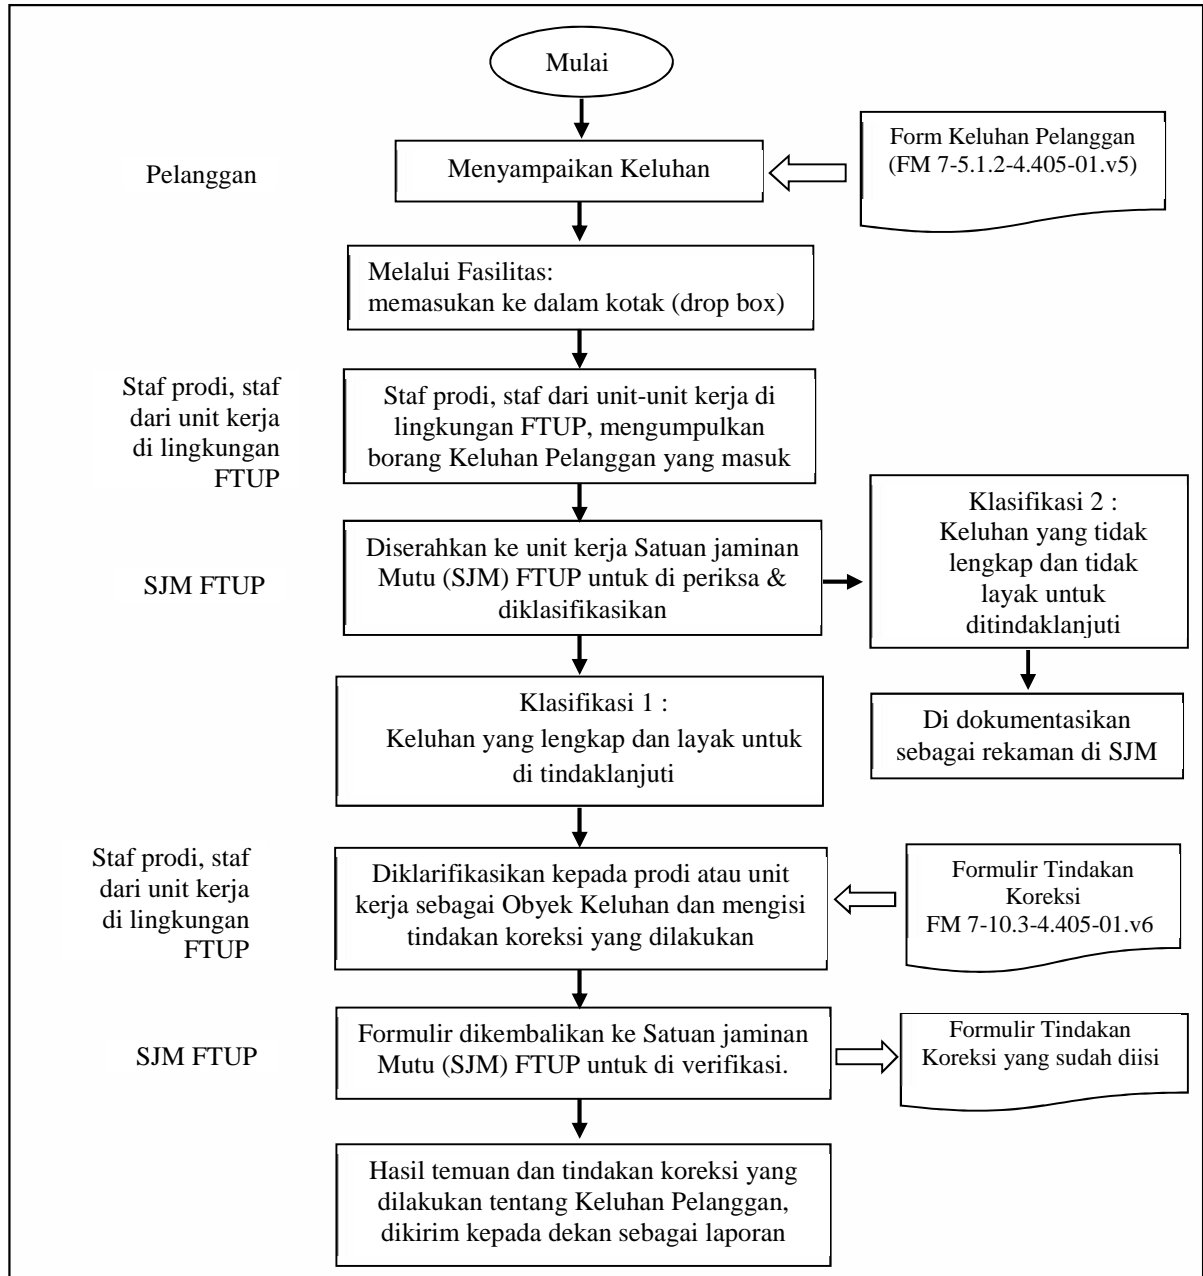 Mulai
Pelanggan
Menyampaikan Keluhan
Form Keluhan Pelanggan
(FM 7-5.1.2-4.405-01.v5)
Melalui Fasilitas:
memasukan ke dalam kotak (drop box)
Staf prodi, staf
dari unit kerja
di lingkungan
FTUP
Staf prodi, staf dari unit-unit kerja di
lingkungan FTUP, mengumpulkan
borang Keluhan Pelanggan yang masuk
SJM FTUP
Diserahkan ke unit kerja Satuan jaminan
Mutu (SJM) FTUP untuk di periksa &
diklasifikasikan
Klasifikasi 2 :
Keluhan yang tidak
lengkap dan tidak
layak untuk
ditindaklanjuti
Klasifikasi 1 :
Keluhan yang lengkap dan layak untuk
di tindaklanjuti
Di dokumentasikan
sebagai rekaman di SJM
Staf prodi, staf
dari unit kerja
di lingkungan
FTUP
Diklarifikasikan kepada prodi atau unit
kerja sebagai Obyek Keluhan dan mengisi
tindakan koreksi yang dilakukan
Formulir Tindakan
Koreksi
FM 7-10.3-4.405-01.v6
SJM FTUP
Formulir dikembalikan ke Satuan jaminan
Mutu (SJM) FTUP untuk di verifikasi.
Formulir Tindakan
Koreksi yang sudah diisi
Hasil temuan dan tindakan koreksi yang
dilakukan tentang Keluhan Pelanggan,
dikirim kepada dekan sebagai laporan